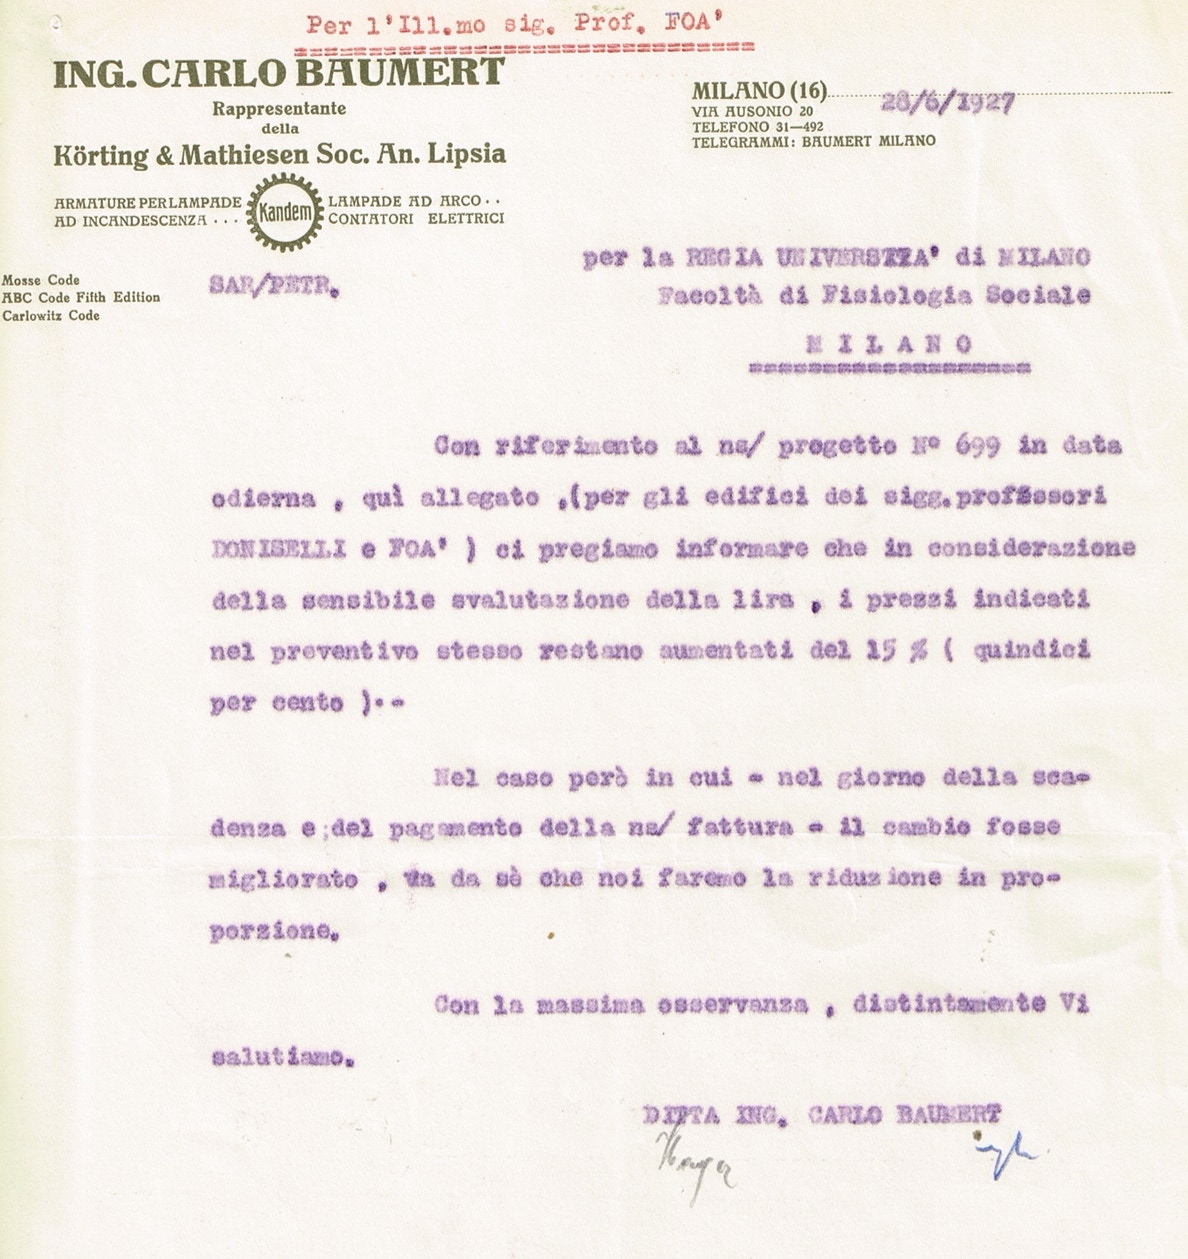 Per l'Ill.mo sig. Prof. FOA'
ING. CARLO BAUMERT
Rappresentante
della
Körting & Mathiesen Soc. An. Lipsia
ARMATURE PER LAMPADE
AD INCANDESCENZA . . .
Kandem
LAMPADE AD ARCO . .
CONTATORI ELETTRICI
MILANO (16) 28/6/1927
VIA AUSONIO 20
TELEFONO 31—492
TELEGRAMMI: BAUMERT MILANO
Mosse Code
ABC Code Fifth Edition
Carlowitz Code
SAR/PETR.
per la REGIA UNIVERSITA' di MILANO
Facoltà di Fisiologia Sociale
M I L A N O
Con riferimento al ns/ progetto N° 699 in data
odierna , quì allegato ,(per gli edifici dei sigg.professori
DONISELLI e FOA' ) ci pregiamo informare che in considerazione
della sensibile svalutazione della lira , i prezzi indicati
nel preventivo stesso restano aumentati del 15 % ( quindici
per cento ).-
Nel caso però in cui - nel giorno della sca-
denza e del pagamento della ns/ fattura - il cambio fosse
migliorato , va da sè che noi faremo la riduzione in pro-
porzione.
Con la massima osservanza , distintamente Vi
salutiamo.
DITTA ING. CARLO BAUMERT